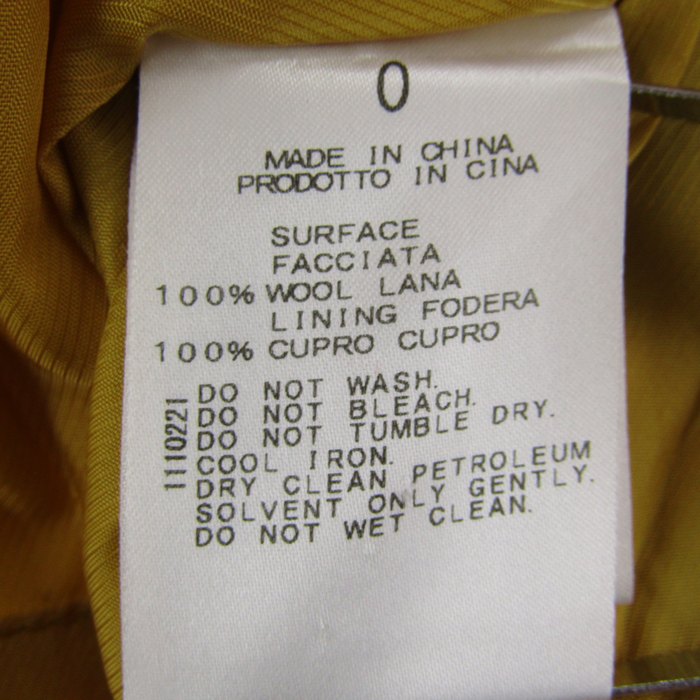 0
MADE IN CHINA
PRODOTTO IN CINA
SURFACE
FACCIATA
100% WOOL LANA
LINING FODERA
100% CUPRO CUPRO
1110221
DO NOT WASH.
DO NOT BLEACH.
DO NOT TUMBLE DRY.
COOL IRON.
DRY CLEAN PETROLEUM
SOLVENT ONLY GENTLY.
DO NOT WET CLEAN.